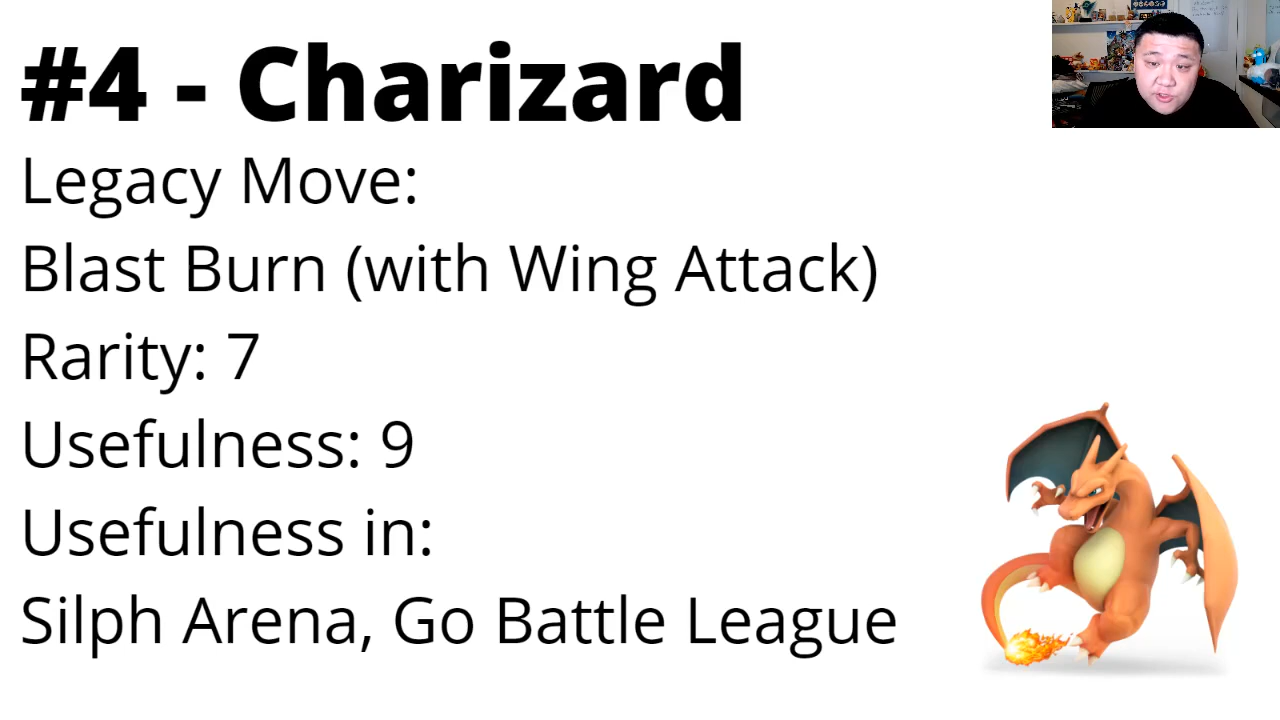 #4 - Charizard
Legacy Move:
Blast Burn (with Wing Attack)
Rarity: 7
Usefulness: 9
Usefulness in:
Silph Arena, Go Battle League